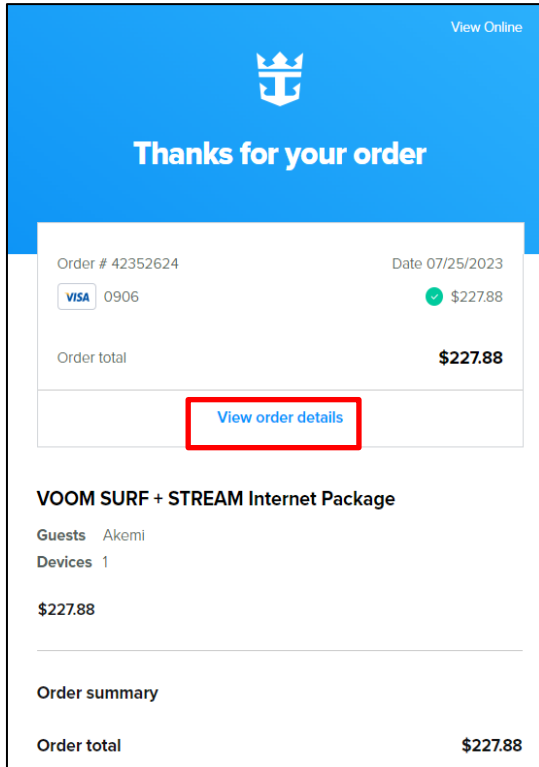 View Online
Thanks for your order
Order # 42352624 Date 07/25/2023
VISA 0906 $227.88
Order total $227.88
View order details
VOOM SURF + STREAM Internet Package
Guests Akemi
Devices 1
$227.88
Order summary
Order total $227.88